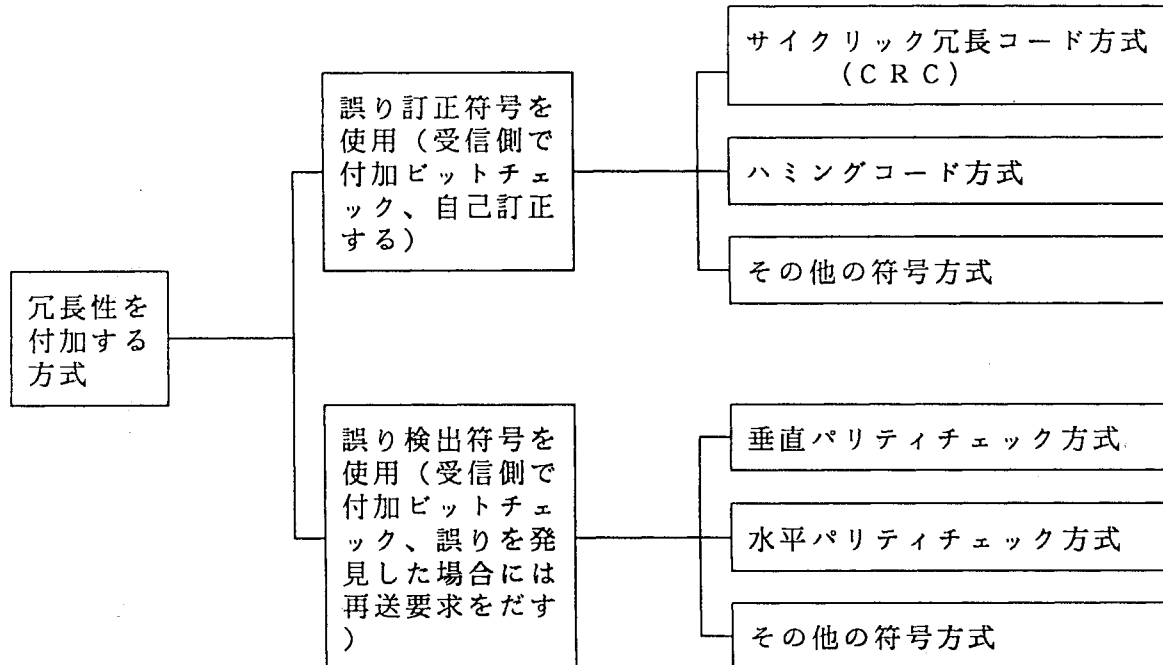 冗長性を
付加する
方式
誤り訂正符号を
使用（受信側で
付加ビットチェ
ック、自己訂正
する）
サイクリック冗長コード方式
（ＣＲＣ）
ハミングコード方式
その他の符号方式
誤り検出符号を
使用（受信側で
付加ビットチェ
ック、誤りを発
見した場合には
再送要求をだす
）
垂直パリティチェック方式
水平パリティチェック方式
その他の符号方式